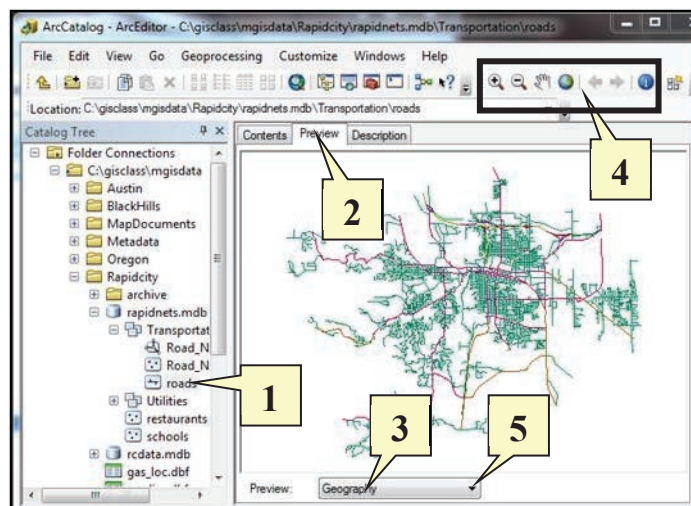 ArcCatalog - ArcEditor - C:\gisclass\mgisdata\Rapidcity\rapidnets.mdb\Transportation\roads
File Edit View Go Geoprocessing Customize Windows Help
Location: C:\gisclass\mgisdata\Rapidcity\rapidnets.mdb\Transportation\roads
4
Catalog Tree
Contents Preview Description
Folder Connections
C:\gisclass\mgisdata
2
Austin
BlackHills
MapDocuments
Metadata
Oregon
Rapidcity
archive
rapidnets.mdb
Transportat
Road_N
Road_N
roads
1
Utilities
restaurants
3
5
schools
rcdata.mdb
gas_loc.dbf
Preview: Geography